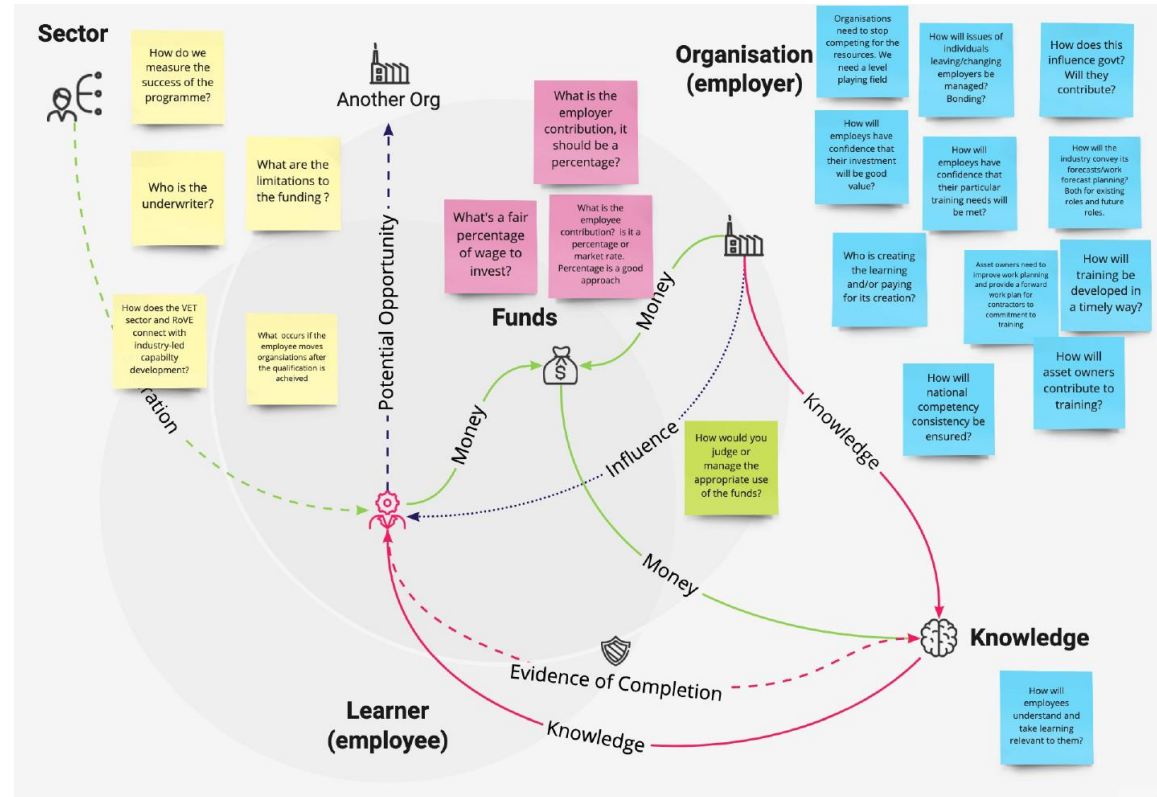 Sector
How do we
measure the
success of the
programme?
Another Org
Who is the
underwriter?
What are the
limitations to
the funding ?
How does the VET
sector and RoVE
connect with
industry-led
capabilty
development?
What occurs if the
employee moves
organsiations after
the qualification is
acheived
ration
Potential Opportunity
What is the
employer
contribution, it
should be a
percentage?
What's a fair
percentage
of wage to
invest?
What is the
employee
contribution? is it a
percentage or
market rate.
Percentage is a good
approach
Funds
$
Money
Money
Influence
Knowledge
Money
How would you
judge or
manage the
appropriate use
of the funds?
Organisation
(employer)
Organisations
need to stop
competing for the
resources. We
need a level
playing field
How will issues of
individuals
leaving/changing
employers be
managed?
Bonding?
How does this
influence govt?
Will they
contribute?
How will
employeys have
confidence that
their investment
will be good
value?
How will
employeys have
confidence that
their particular
training needs will
be met?
How will the
industry convey its
forecasts/work
forecast planning?
Both for existing
roles and future
roles.
Who is creating
the learning
and/or paying
for its creation?
Asset owners need to
improve work planning
and provide a forward
work plan for
contractors to
commitment to
training
How will
training be
developed in
a timely way?
How will
national
competency
consistency be
ensured?
How will
asset owners
contribute to
training?
Knowledge
Evidence of Completion
Knowledge
Learner
(employee)
How will
employees
understand and
take learning
relevant to them?